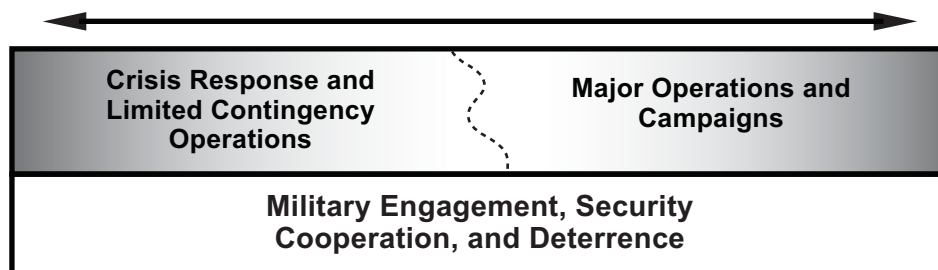 Crisis Response and
Limited Contingency
Operations
Major Operations and
Campaigns
Military Engagement, Security
Cooperation, and Deterrence